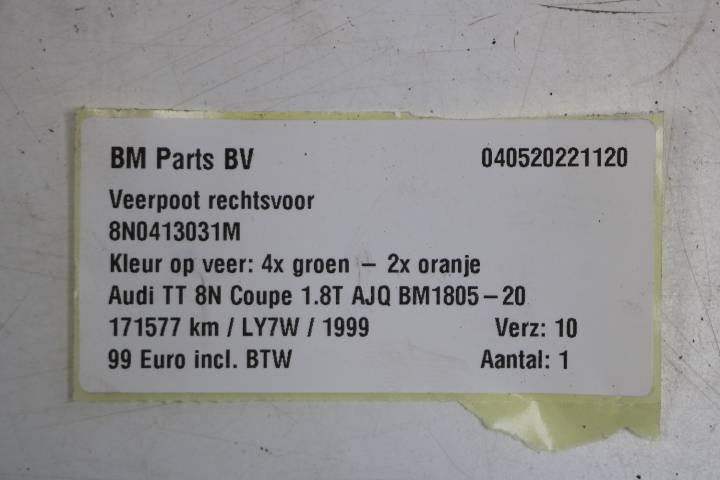 BM Parts BV 040520221120
Veerpoot rechtsvoor
8N0413031M
Kleur op veer: 4x groen – 2x oranje
Audi TT 8N Coupe 1.8T AJQ BM1805–20
171577 km / LY7W / 1999 Verz: 10
99 Euro incl. BTW Aantal: 1